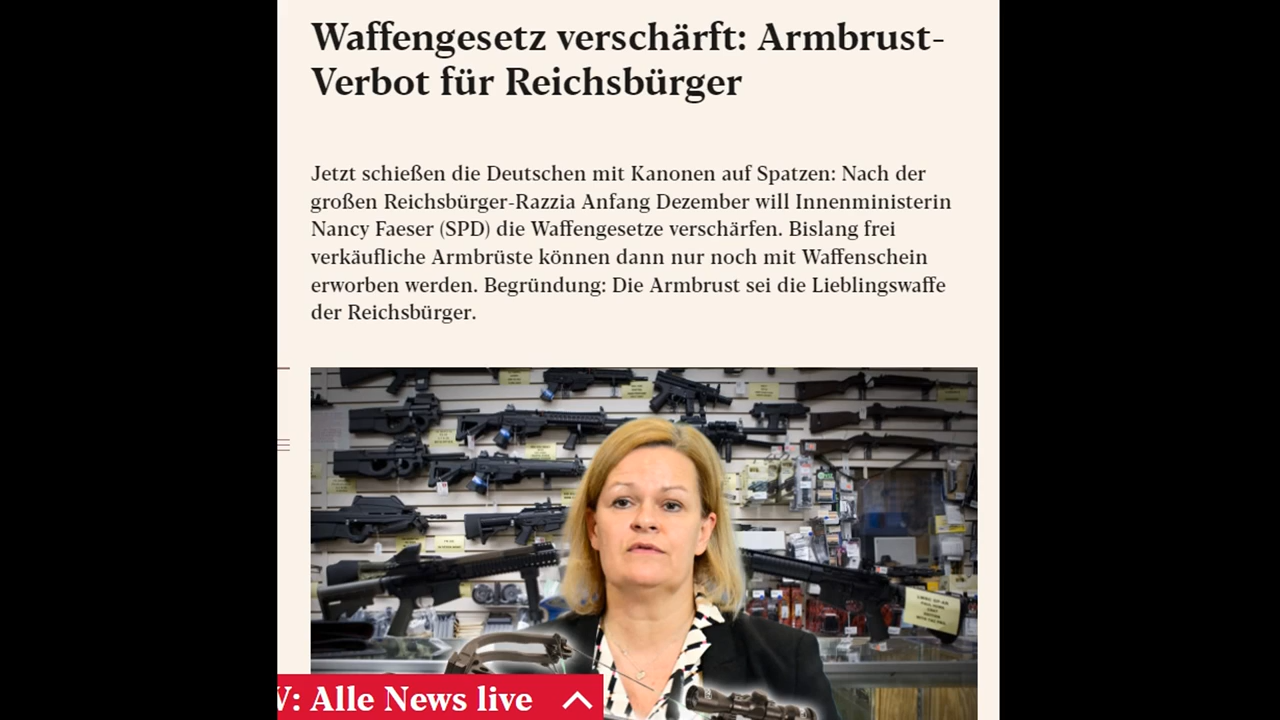 Waffengesetz verschärft: Armbrust-
Verbot für Reichsbürger
Jetzt schießen die Deutschen mit Kanonen auf Spatzen: Nach der
großen Reichsbürger-Razzia Anfang Dezember will Innenministerin
Nancy Faeser (SPD) die Waffengesetze verschärfen. Bislang frei
verkäufliche Armbrüste können dann nur noch mit Waffenschein
erworben werden. Begründung: Die Armbrust sei die Lieblingswaffe
der Reichsbürger.
V: Alle News live